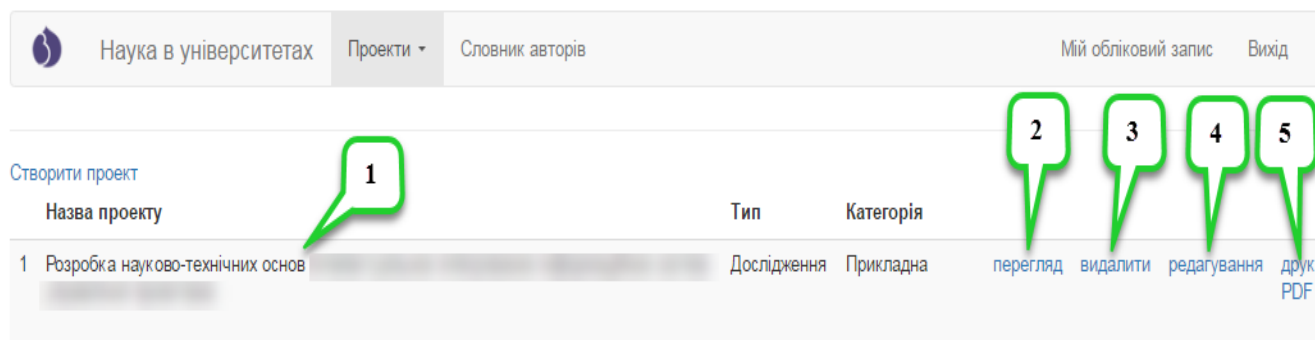 Наука в університетах Проекти Словник авторів Мій обліковий запис Вихід
2 3 4 5
1
Створити проект
Назва проекту Тип Категорія
1 Розробка науково-технічних основ Дослідження Прикладна перегляд видалити редагування друк
PDF